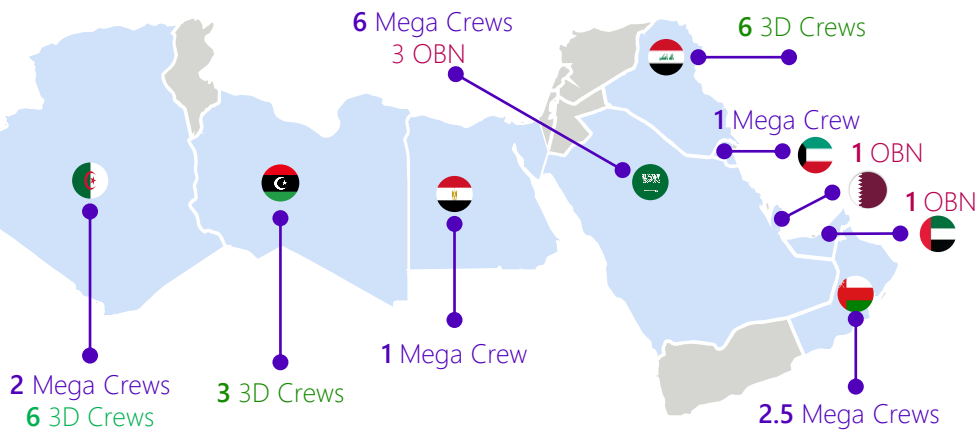 6 Mega Crews
3 OBN
6 3D Crews
1 Mega Crew
1 OBN
1 OBN
1 Mega Crew
2 Mega Crews
6 3D Crews
3 3D Crews
2.5 Mega Crews